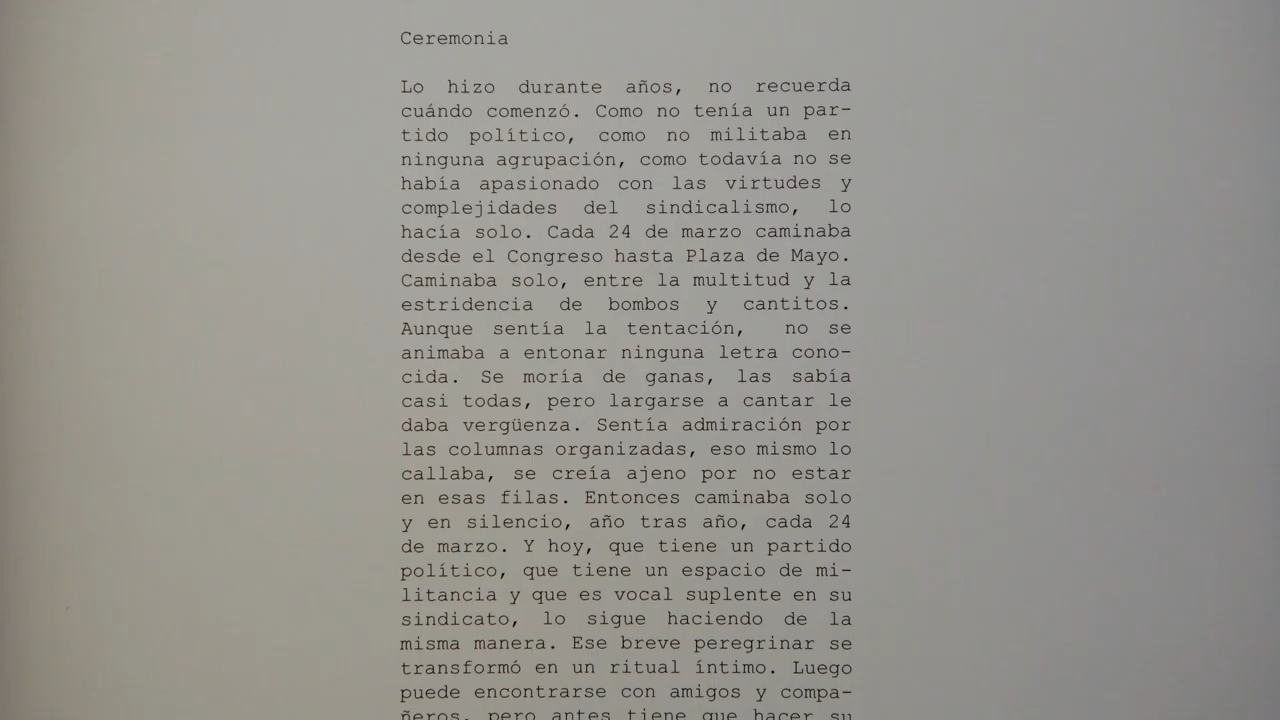 Ceremonia
Lo hizo durante años, no recuerda
cuándo comenzó. Como no tenía un par-
tido político, como no militaba en
ninguna agrupación, como todavía no se
había apasionado con las virtudes y
complejidades del sindicalismo, lo
hacía solo. Cada 24 de marzo caminaba
desde el Congreso hasta Plaza de Mayo.
Caminaba solo, entre la multitud y la
estridencia de bombos y cantitos.
Aunque sentía la tentación, no se
animaba a entonar ninguna letra cono-
cida. Se moría de ganas, las sabía
casi todas, pero largarse a cantar le
daba vergüenza. Sentía admiración por
las columnas organizadas, eso mismo lo
callaba, se creía ajeno por no estar
en esas filas. Entonces caminaba solo
y en silencio, año tras año, cada 24
de marzo. Y hoy, que tiene un partido
político, que tiene un espacio de mi-
litancia y que es vocal suplente en su
sindicato, lo sigue haciendo de la
misma manera. Ese breve peregrinar se
transformó en un ritual íntimo. Luego
puede encontrarse con amigos y compa-
ñeros, pero antes tiene que hacer su